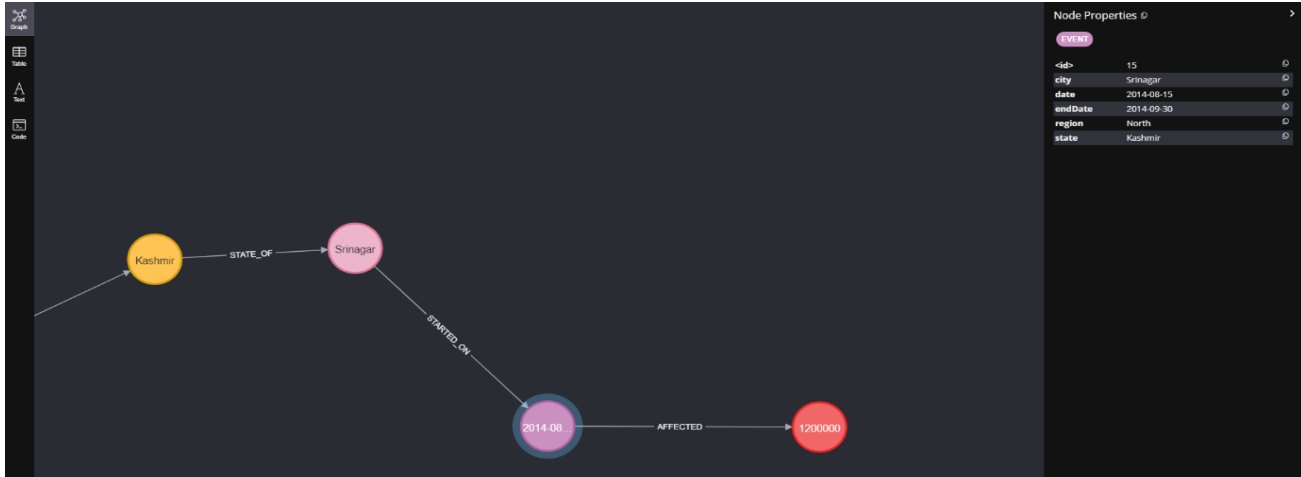 Graph
Table
Text
Code
Kashmir
STATE_OF
Srinagar
STARTED_ON
2014-08...
AFFECTED
1200000
Node Properties
EVENT
<id> 15
city Srinagar
date 2014-08-15
endDate 2014-09-30
region North
state Kashmir